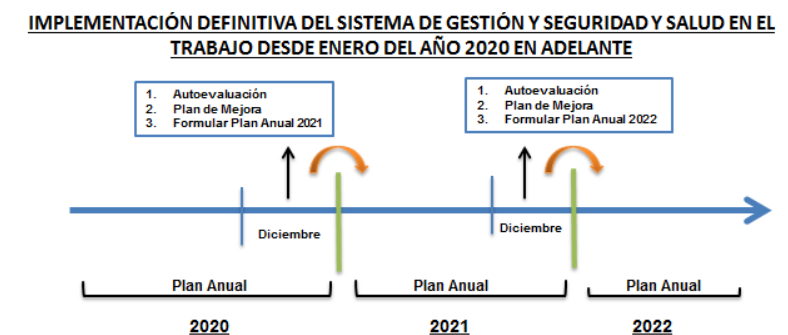 IMPLEMENTACIÓN DEFINITIVA DEL SISTEMA DE GESTIÓN Y SEGURIDAD Y SALUD EN EL
TRABAJO DESDE ENERO DEL AÑO 2020 EN ADELANTE
1. Autoevaluación
2. Plan de Mejora
3. Formular Plan Anual 2021
1. Autoevaluación
2. Plan de Mejora
3. Formular Plan Anual 2022
Diciembre
Diciembre
Plan Anual
Plan Anual
Plan Anual
2020
2021
2022